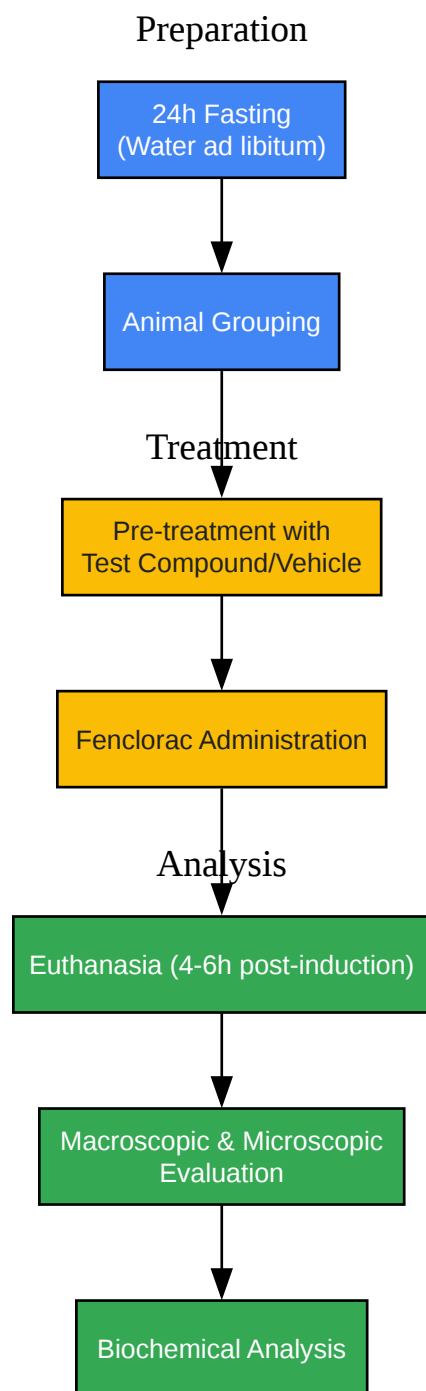 Preparation
24h Fasting
(Water ad libitum)
Animal Grouping
Treatment
Pre-treatment with
Test Compound/Vehicle
Fenclorac Administration
Analysis
Euthanasia (4-6h post-induction)
Macroscopic & Microscopic
Evaluation
Biochemical Analysis